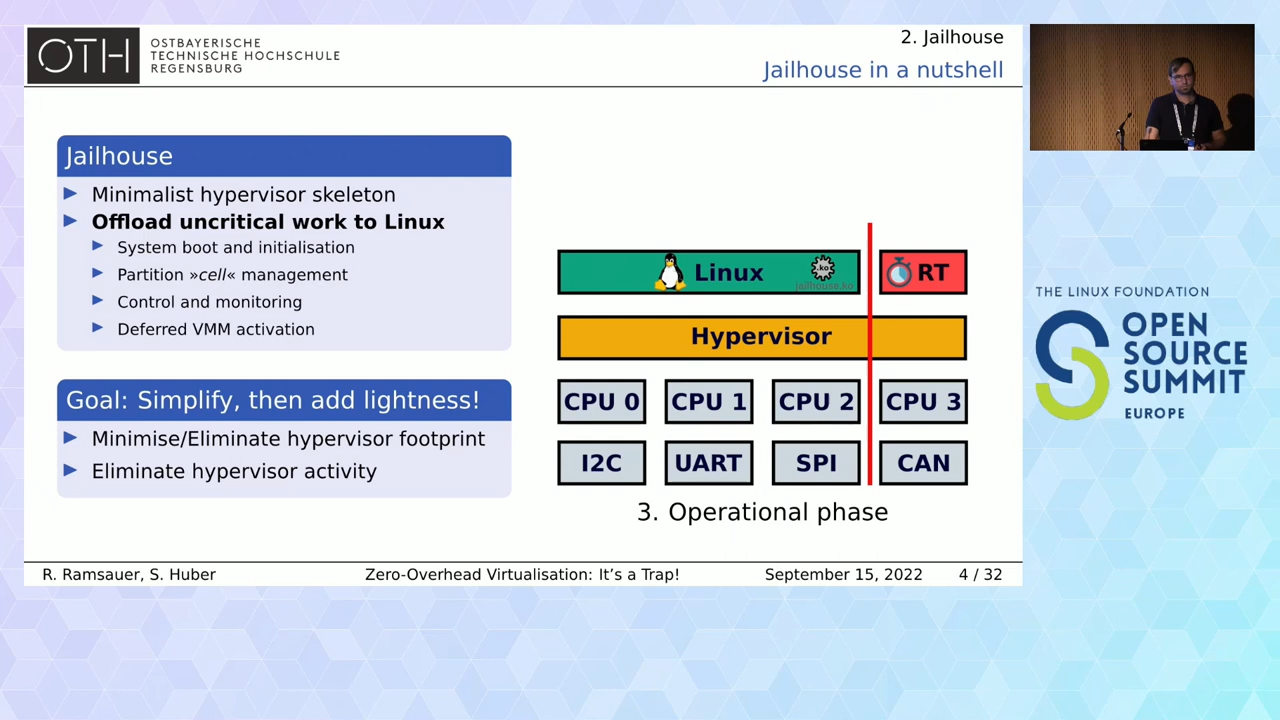 OTH OSTBAYERISCHE
TECHNISCHE HOCHSCHULE
REGENSBURG
2. Jailhouse
Jailhouse in a nutshell
Jailhouse
Minimalist hypervisor skeleton
Offload uncritical work to Linux
System boot and initialisation
Partition »cell« management
Control and monitoring
Deferred VMM activation
Goal: Simplify, then add lightness!
Minimise/Eliminate hypervisor footprint
Eliminate hypervisor activity
Linux
.ko
jailhouse.ko
RT
Hypervisor
CPU 0
CPU 1
CPU 2
CPU 3
I2C
UART
SPI
CAN
3. Operational phase
R. Ramsauer, S. Huber
Zero-Overhead Virtualisation: It's a Trap!
September 15, 2022
4 / 32
THE LINUX FOUNDATION
OPEN
SOURCE
SUMMIT
EUROPE